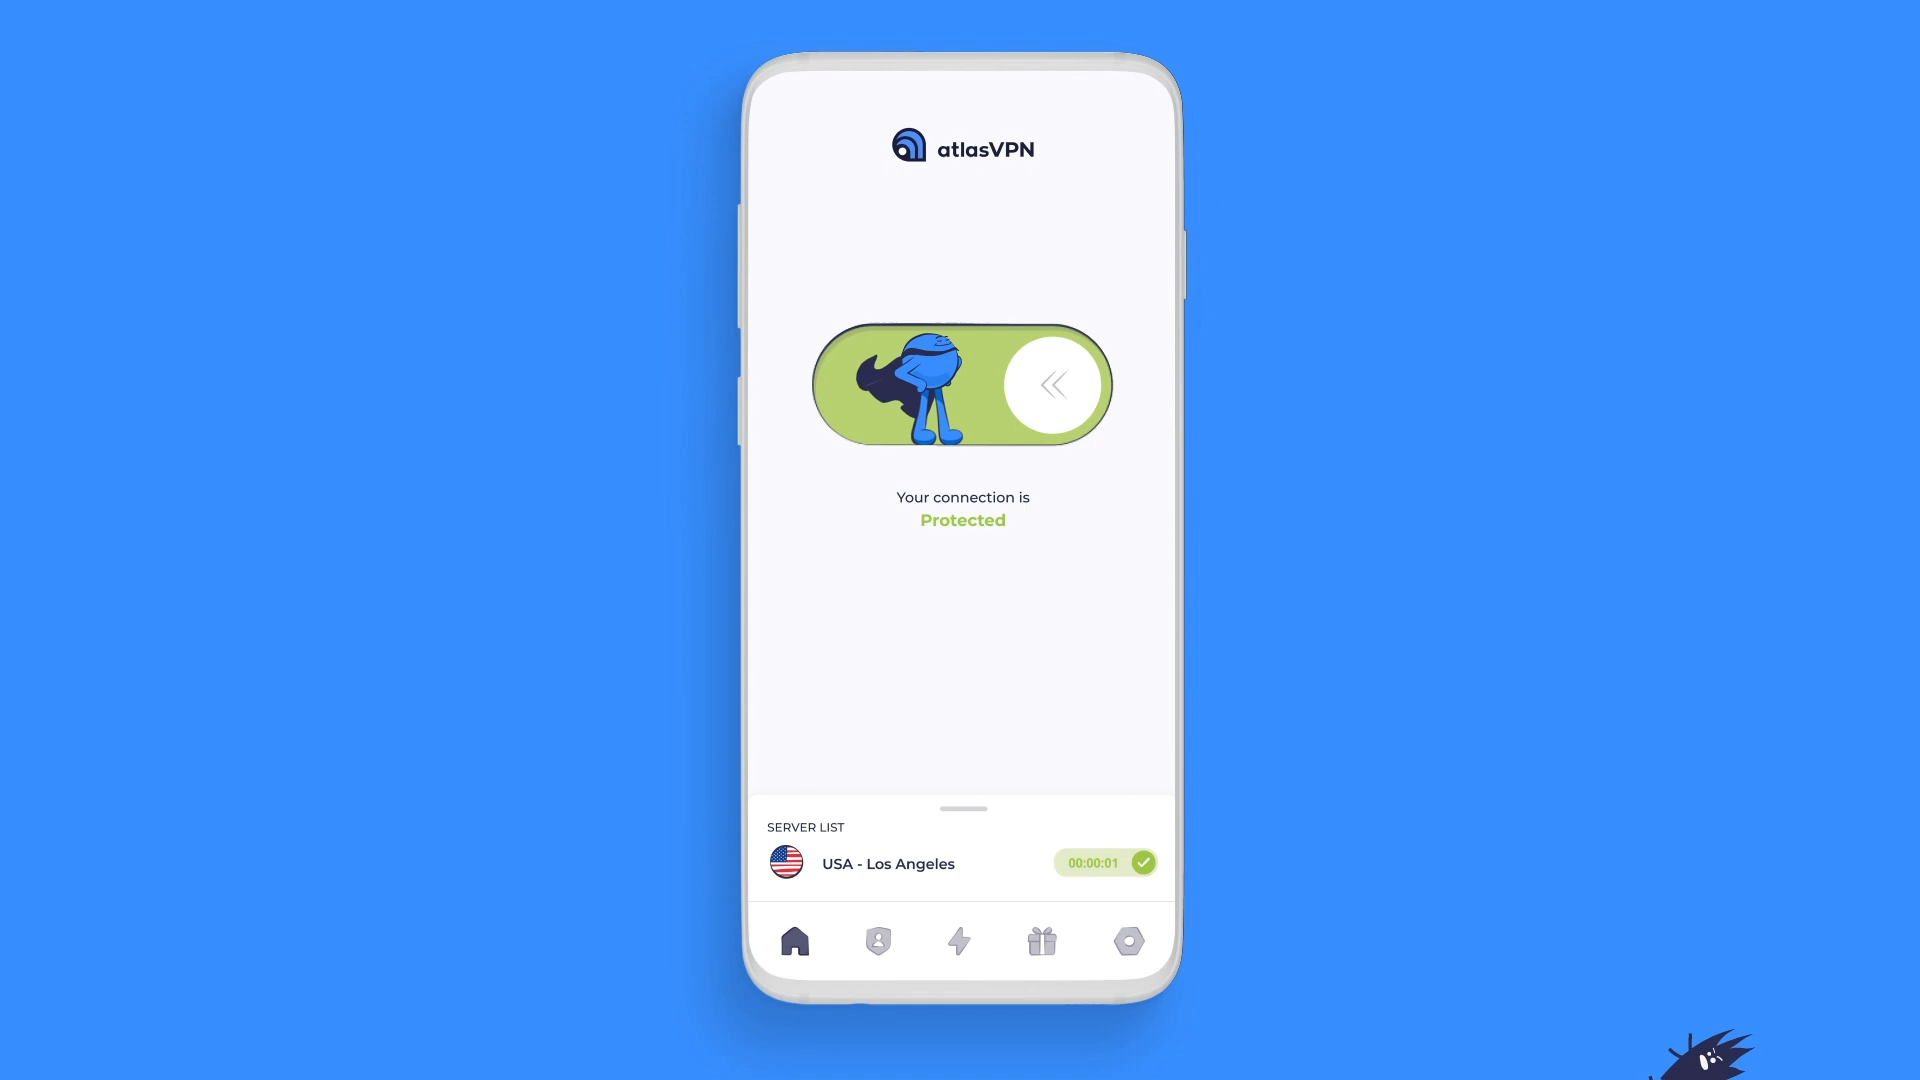 atlasVPN
Your connection is
Protected
SERVER LIST
USA - Los Angeles
00:00:01